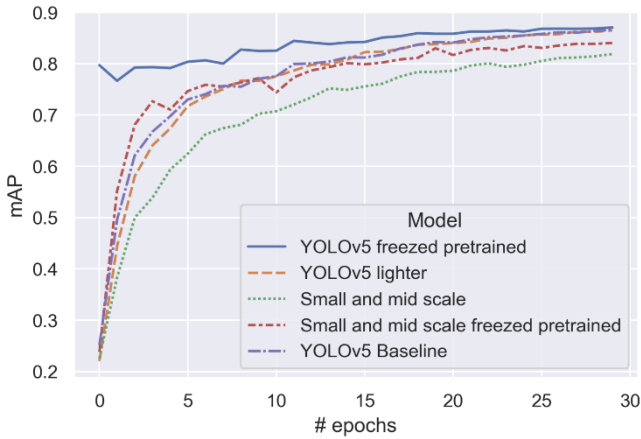 0.9
0.8
0.7
0.6
0.5
0.4
0.3
0.2
mAP
Model
YOLOv5 freezed pretrained
YOLOv5 lighter
Small and mid scale
Small and mid scale freezed pretrained
YOLOv5 Baseline
0 5 10 15 20 25 30
# epochs